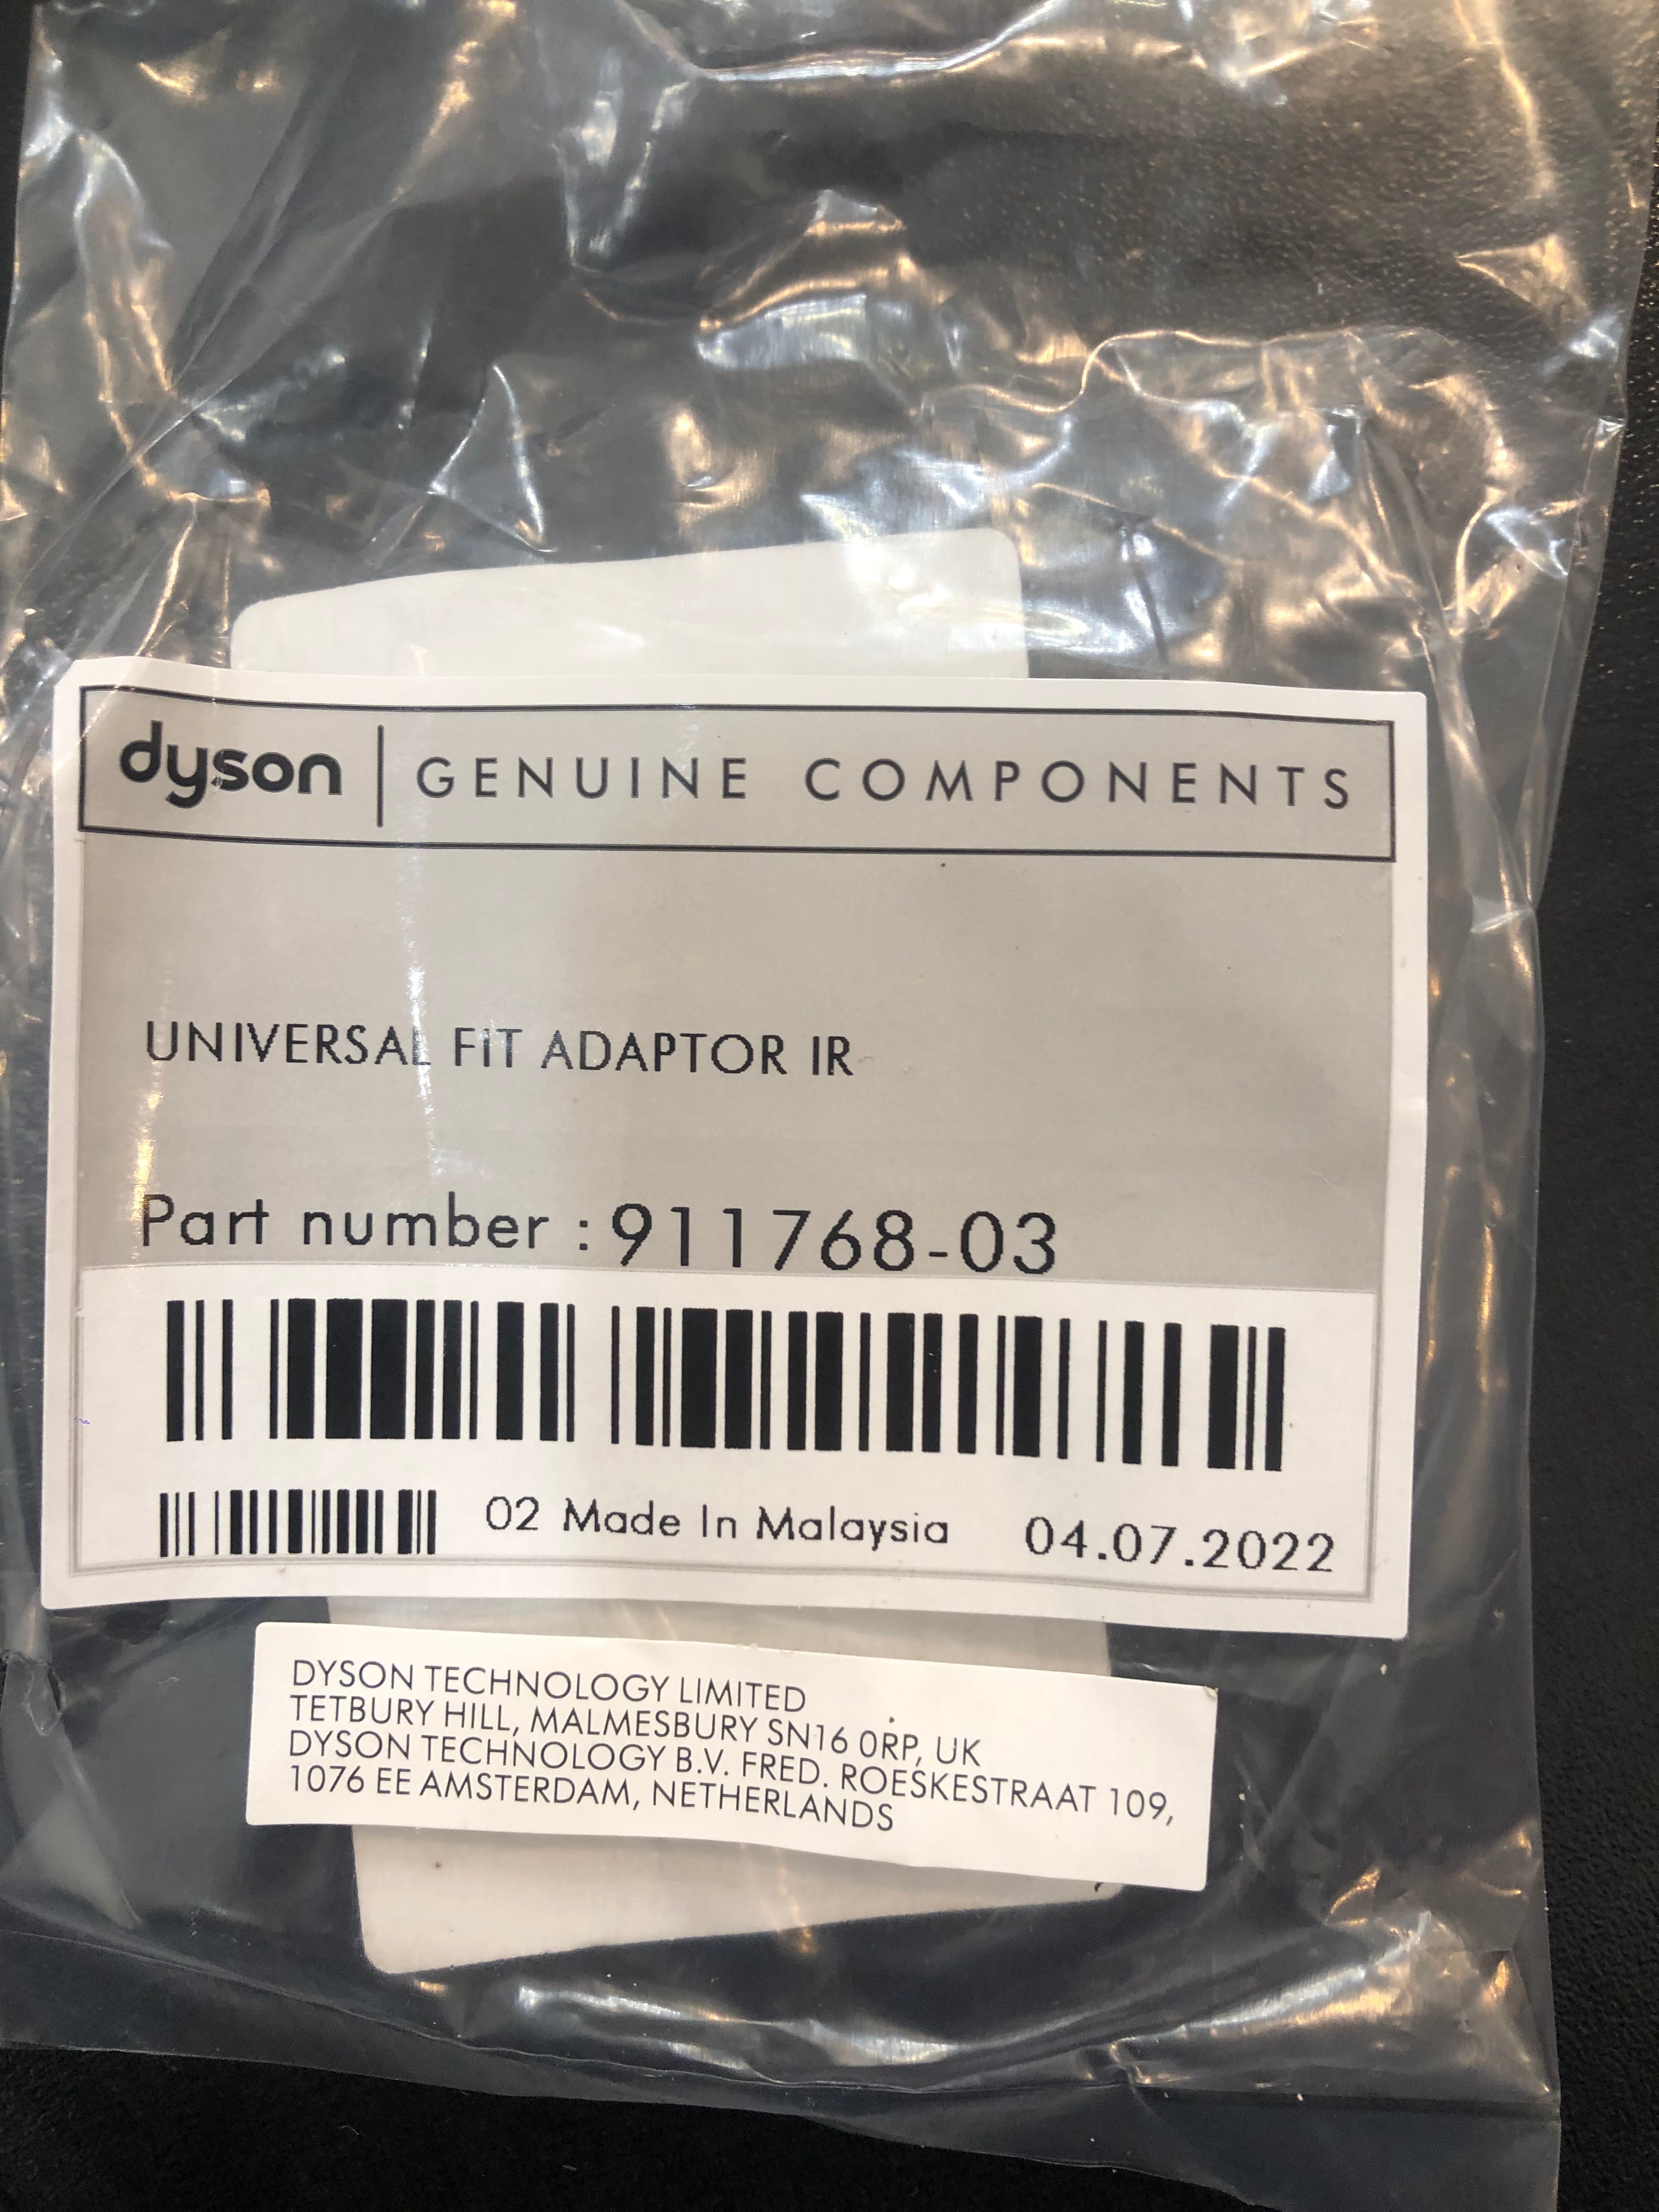 dyson GENUINE COMPONENTS
UNIVERSAL FIT ADAPTOR IR
Part number : 911768-03
02 Made In Malaysia 04.07.2022
DYSON TECHNOLOGY LIMITED
TETBURY HILL, MALMESBURY SN16 0RP, UK
DYSON TECHNOLOGY B.V. FRED. ROESKESTRAAT 109,
1076 EE AMSTERDAM, NETHERLANDS